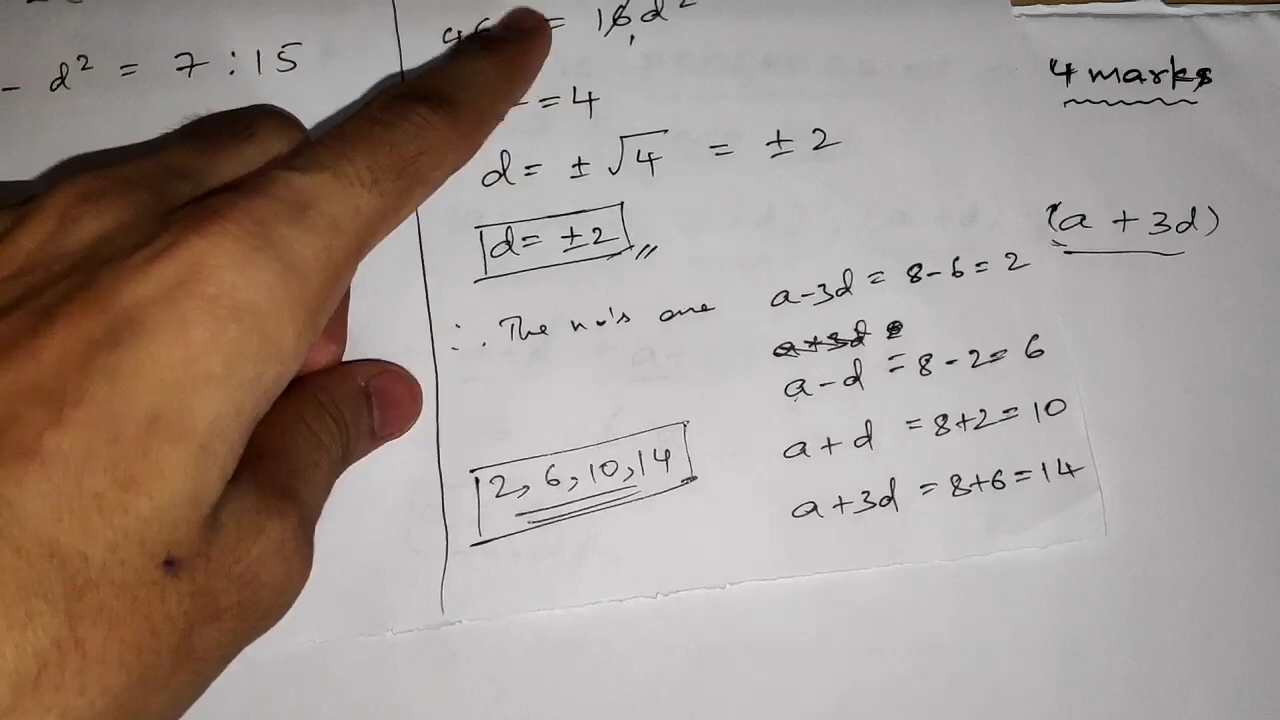 - d² = 7 : 15
= 16d²
= 4
d = ± √4 = ± 2
d = ±2
∴ The no's are
2, 6, 10, 14
4 marks
(a + 3d)
a - 3d = 8 - 6 = 2
a + 3d
a - d = 8 - 2 = 6
a + d = 8 + 2 = 10
a + 3d = 8 + 6 = 14